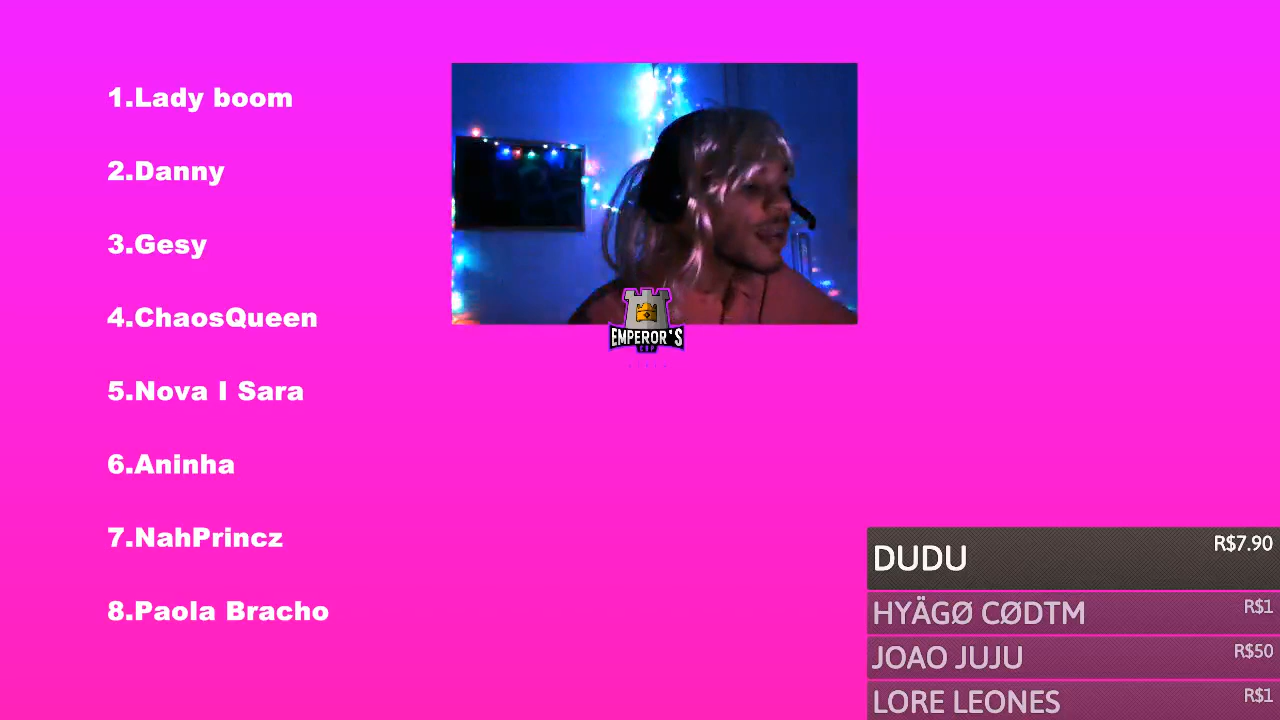 1.Lady boom
2.Danny
3.Gesy
4.ChaosQueen
5.Nova I Sara
6.Aninha
7.NahPrincz
8.Paola Bracho
EMPEROR'S
CUP
DUDU R$7.90
HYÄGØ CØDTM R$1
JOAO JUJU R$50
LORE LEONES R$1